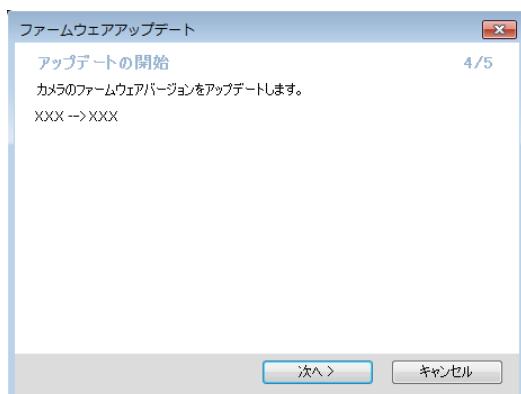 ファームウエアアップデート
アップデートの開始 4/5
カメラのファームウェアバージョンをアップデートします。
XXX --> XXX
次へ > キャンセル